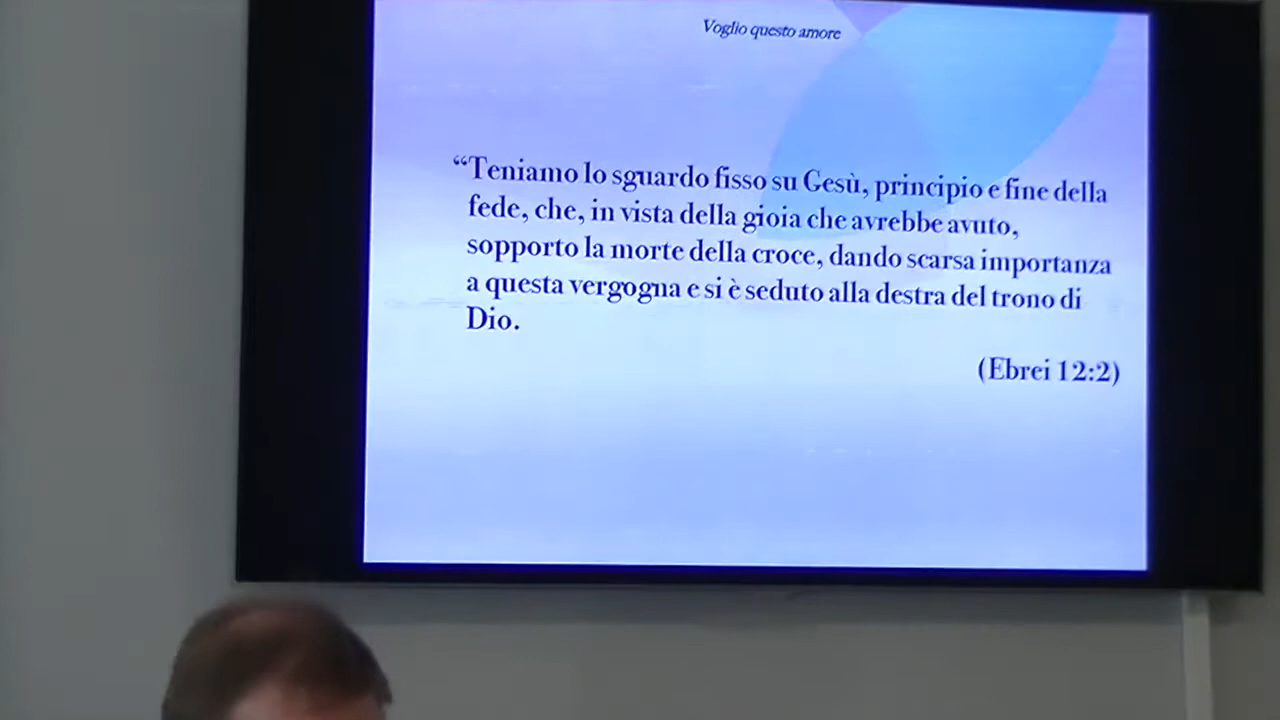 Voglio questo amore
“Teniamo lo sguardo fisso su Gesù, principio e fine della
fede, che, in vista della gioia che avrebbe avuto,
sopporto la morte della croce, dando scarsa importanza
a questa vergogna e si è seduto alla destra del trono di
Dio.
(Ebrei 12:2)